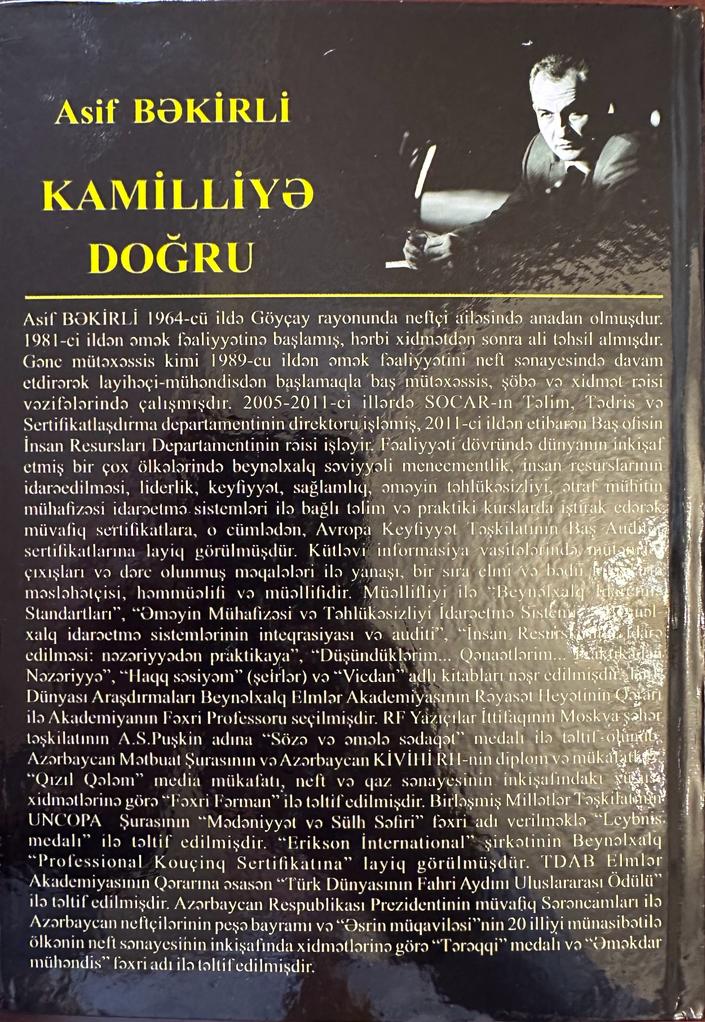 Asif BƏKİRLİ
KAMİLLİYƏ
DOĞRU
Asif BƏKİRLİ 1964-cü ildə Göyçay rayonunda neftçi ailəsində anadan olmuşdur.
1981-ci ildən əmək fəaliyyətinə başlamış, hərbi xidmətdən sonra ali təhsil almışdır.
Gənc mütəxəssis kimi 1989-cu ildən əmək fəaliyyətini neft sənayesində davam
etdirərək layihəçi-mühəndisdən başlamaqla baş mütəxəssis, şöbə və xidmət rəisi
vəzifələrində çalışmışdır. 2005-2011-ci illərdə SOCAR-ın Təlim, Tədris və
Sertifikatlaşdırma departamentinin direktoru işləmiş, 2011-ci ildən etibarən Baş ofisin
İnsan Resursları Departamentinin rəisi işləyir. Fəaliyyəti dövründə dünyanın inkişaf
etmiş bir çox ölkələrində beynəlxalq səviyyəli menecmentlik, insan resurslarının
idarəedilməsi, liderlik, keyfiyyət, sağlamlıq, əməyin təhlükəsizliyi, ətraf mühitin
mühafizəsi idarəetmə sistemləri ilə bağlı təlim və praktiki kurslarda iştirak edərək
müvafiq sertifikatlara, o cümlədən, Avropa Keyfiyyət Təşkilatının Baş Auditor
sertifikatlarına layiq görülmüşdür. Kütləvi informasiya vasitələrində
çıxışları və dərc olunmuş məqalələri ilə yanaşı, bir sıra elmi və bədii
məsləhətçisi, həmmüəllifi və müəllifidir. Müəllifliyi ilə “Beynəlxalq İdarəetmə
Standartları”, “Əməyin Mühafizəsi və Təhlükəsizliyi İdarəetmə
xalq idarəetmə sistemlərinin inteqrasiyası və auditi”, “İnsan
edilməsi: nəzəriyyədən praktikaya”, “Düşündüklərim... Qənaətlərim... Praktikadan
Nəzəriyyə”, “Haqq səsiyəm” (şeirlər) və “Vicdan” adlı kitabları nəşr edilmişdir.
Dünyası Araşdırmaları Beynəlxalq Elmlər Akademiyasının Rəyasət Heyətinin Qərarı
ilə Akademiyanın Fəxri Professoru seçilmişdir. RF Yazıçılar İttifaqının Moskva şəhər
təşkilatının A.S.Puşkin adına “Sözə və əmələ sədaqət” medalı ilə təltif olunub,
Azərbaycan Mətbuat Şurasının və Azərbaycan KİVİHİ RH-nin diplom və mükafatları,
“Qızıl Qələm” media mükafatı, neft və qaz sənayesinin inkişafındakı
xidmətlərinə görə “Fəxri Fərman” ilə təltif edilmişdir. Birləşmiş Millətlər Təşkilatının
UNCOPA Şurasının “Mədəniyyət və Sülh Səfiri” fəxri adı verilməklə “Leybnis
medalı” ilə təltif edilmişdir. “Erikson İnternational” şirkətinin Beynəlxalq
“Professional Kouçinq Sertifikatına” layiq görülmüşdür. TDAB Elmlər
Akademiyasının Qərarına əsasən “Türk Dünyasının Fahri Aydını Uluslararası Ödülü”
ilə təltif edilmişdir. Azərbaycan Respublikası Prezidentinin müvafiq Sərəncamları ilə
Azərbaycan neftçilərinin peşə bayramı və “Əsrin müqaviləsi”nin 20 illiyi münasibətilə
ölkənin neft sənayesinin inkişafında xidmətlərinə görə “Tərəqqi” medalı və “Əməkdar
mühəndis” fəxri adı ilə təltif edilmişdir.